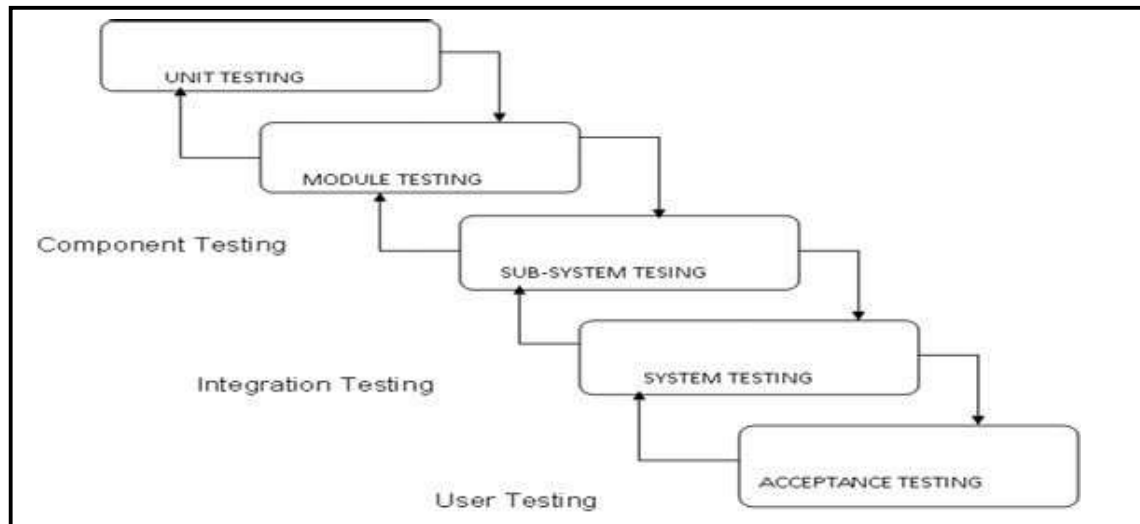 UNIT TESTING
MODULE TESTING
Component Testing
SUB-SYSTEM TESING
Integration Testing
SYSTEM TESTING
ACCEPTANCE TESTING
User Testing